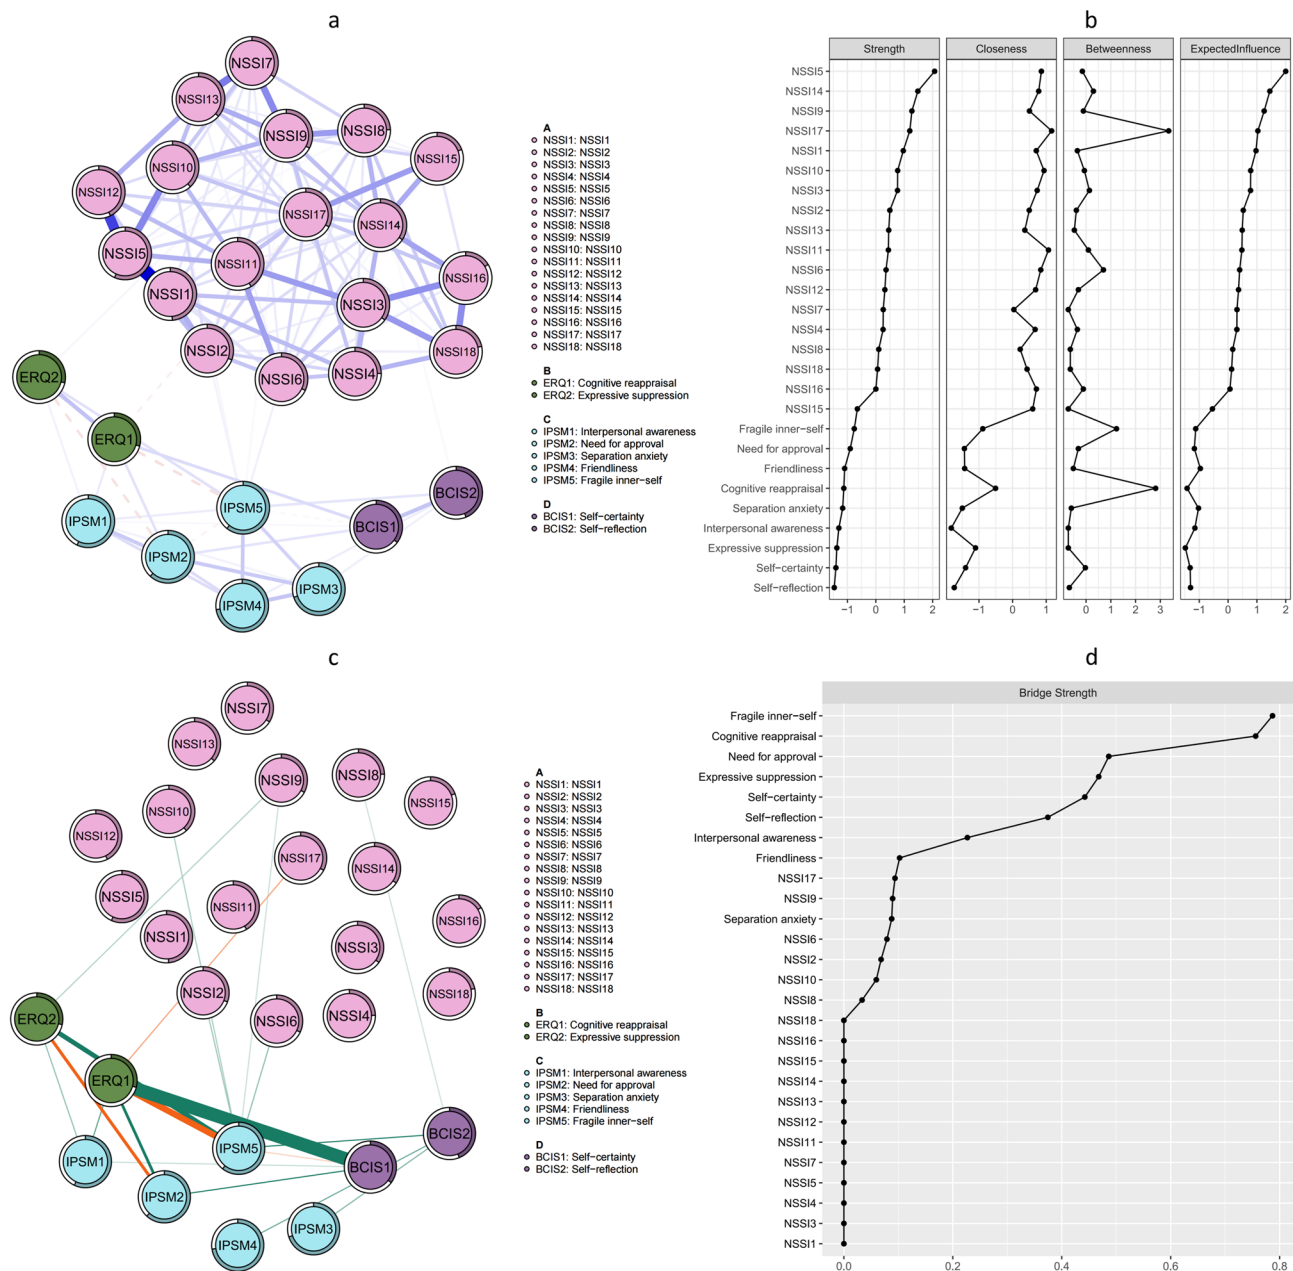 a
NSSI7
NSSI13
NSSI9
NSSI8
NSSI15
NSSI10
NSSI12
NSSI17
NSSI14
NSSI5
NSSI11
NSSI16
NSSI1
NSSI3
NSSI2
NSSI18
NSSI6
NSSI4
ERQ2
ERQ1
IPSM5
BCIS2
IPSM1
BCIS1
IPSM2
IPSM3
IPSM4
A
NSSI1: NSSI1
NSSI2: NSSI2
NSSI3: NSSI3
NSSI4: NSSI4
NSSI5: NSSI5
NSSI6: NSSI6
NSSI7: NSSI7
NSSI8: NSSI8
NSSI9: NSSI9
NSSI10: NSSI10
NSSI11: NSSI11
NSSI12: NSSI12
NSSI13: NSSI13
NSSI14: NSSI14
NSSI15: NSSI15
NSSI16: NSSI16
NSSI17: NSSI17
NSSI18: NSSI18
B
ERQ1: Cognitive reappraisal
ERQ2: Expressive suppression
C
IPSM1: Interpersonal awareness
IPSM2: Need for approval
IPSM3: Separation anxiety
IPSM4: Friendliness
IPSM5: Fragile inner−self
D
BCIS1: Self−certainty
BCIS2: Self−reflection
b
Strength Closeness Betweenness ExpectedInfluence
NSSI5
NSSI14
NSSI9
NSSI17
NSSI1
NSSI10
NSSI3
NSSI2
NSSI13
NSSI11
NSSI6
NSSI12
NSSI7
NSSI4
NSSI8
NSSI18
NSSI16
NSSI15
Fragile inner−self
Need for approval
Friendliness
Cognitive reappraisal
Separation anxiety
Interpersonal awareness
Expressive suppression
Self−certainty
Self−reflection
−1 0 1 2 −1 0 1 0 1 2 3 −1 0 1 2
c
NSSI7
NSSI13
NSSI9
NSSI8
NSSI15
NSSI10
NSSI12
NSSI17
NSSI14
NSSI5
NSSI11
NSSI16
NSSI1
NSSI3
NSSI2
NSSI18
NSSI6
NSSI4
ERQ2
ERQ1
IPSM5
BCIS2
IPSM1
BCIS1
IPSM2
IPSM3
IPSM4
A
NSSI1: NSSI1
NSSI2: NSSI2
NSSI3: NSSI3
NSSI4: NSSI4
NSSI5: NSSI5
NSSI6: NSSI6
NSSI7: NSSI7
NSSI8: NSSI8
NSSI9: NSSI9
NSSI10: NSSI10
NSSI11: NSSI11
NSSI12: NSSI12
NSSI13: NSSI13
NSSI14: NSSI14
NSSI15: NSSI15
NSSI16: NSSI16
NSSI17: NSSI17
NSSI18: NSSI18
B
ERQ1: Cognitive reappraisal
ERQ2: Expressive suppression
C
IPSM1: Interpersonal awareness
IPSM2: Need for approval
IPSM3: Separation anxiety
IPSM4: Friendliness
IPSM5: Fragile inner−self
D
BCIS1: Self−certainty
BCIS2: Self−reflection
d
Bridge Strength
Fragile inner−self
Cognitive reappraisal
Need for approval
Expressive suppression
Self−certainty
Self−reflection
Interpersonal awareness
Friendliness
NSSI17
NSSI9
Separation anxiety
NSSI6
NSSI2
NSSI10
NSSI8
NSSI18
NSSI16
NSSI15
NSSI14
NSSI13
NSSI12
NSSI11
NSSI7
NSSI5
NSSI4
NSSI3
NSSI1
0.0 0.2 0.4 0.6 0.8